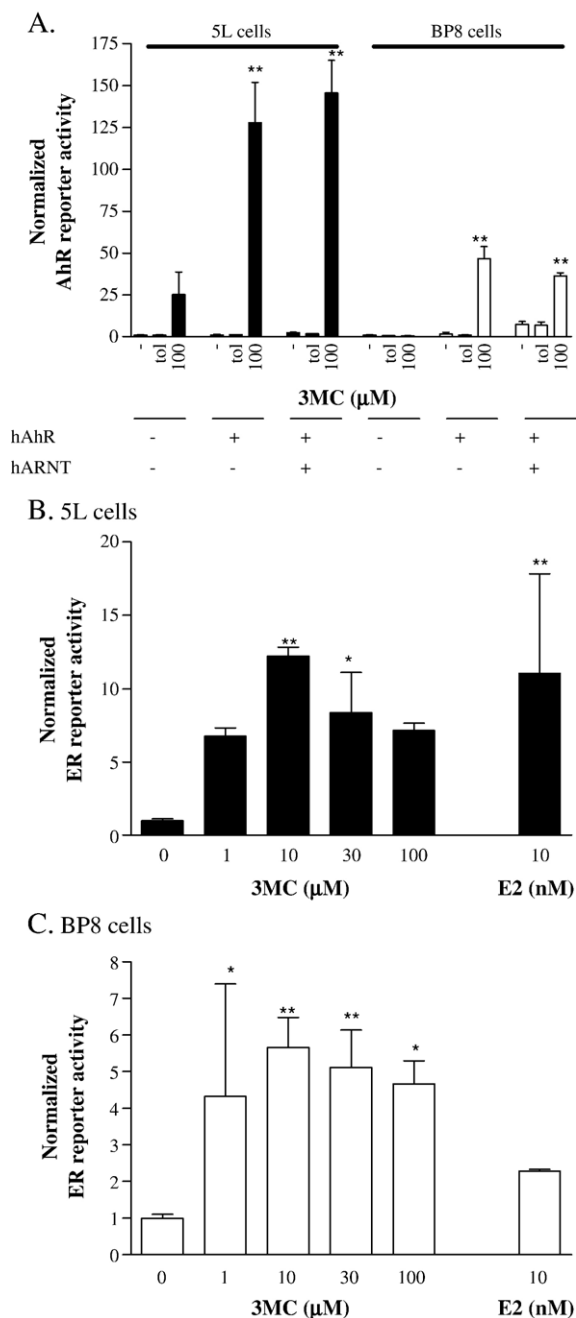 A.
5L cells
BP8 cells
Normalized
AhR reporter activity
175
150
125
100
75
50
25
0
**
**
**
**
-
tol
100
-
tol
100
-
tol
100
-
tol
100
-
tol
100
-
tol
100
3MC (μM)
hAhR - + + - + +
hARNT - - + - - +
B. 5L cells
Normalized
ER reporter activity
20
15
10
5
0
**
*
**
0 1 10 30 100 10
3MC (μM) E2 (nM)
C. BP8 cells
Normalized
ER reporter activity
8
7
6
5
4
3
2
1
0
*
**
**
*
0 1 10 30 100 10
3MC (μM) E2 (nM)